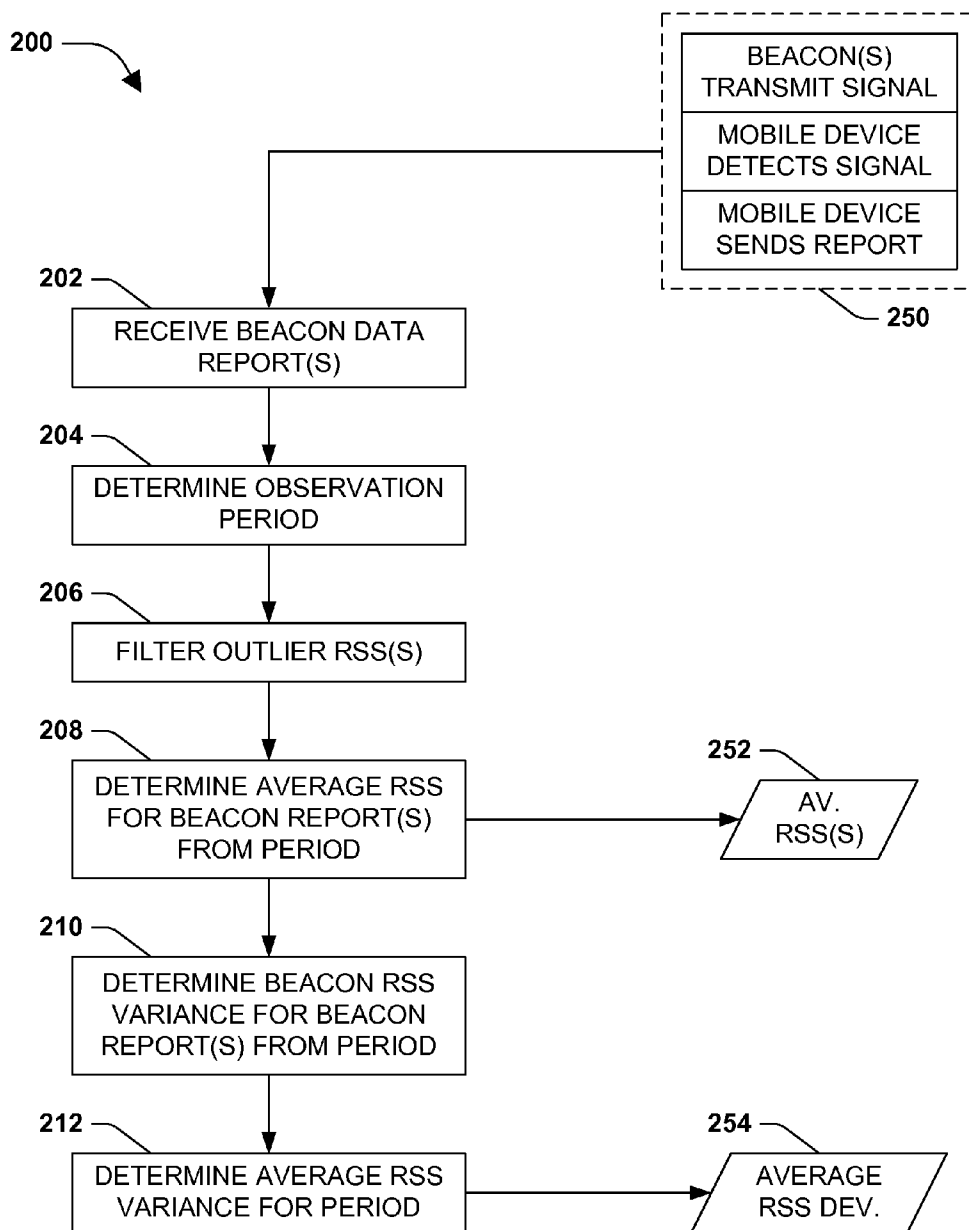 200
BEACON(S)
TRANSMIT SIGNAL
MOBILE DEVICE
DETECTS SIGNAL
MOBILE DEVICE
SENDS REPORT
250
202
RECEIVE BEACON DATA
REPORT(S)
204
DETERMINE OBSERVATION
PERIOD
206
FILTER OUTLIER RSS(S)
208
DETERMINE AVERAGE RSS
FOR BEACON REPORT(S)
FROM PERIOD
252
AV.
RSS(S)
210
DETERMINE BEACON RSS
VARIANCE FOR BEACON
REPORT(S) FROM PERIOD
212
DETERMINE AVERAGE RSS
VARIANCE FOR PERIOD
254
AVERAGE
RSS DEV.